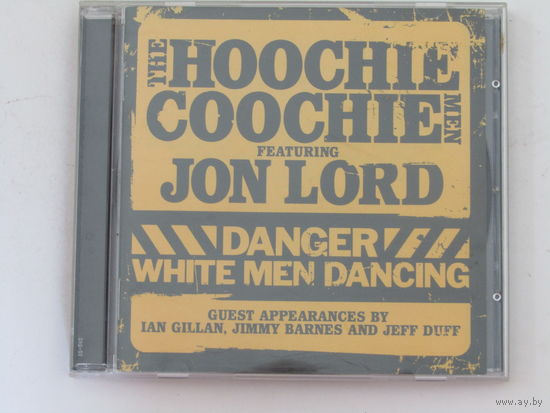 THE HOOCHIE
COOCHIE MEN
FEATURING
JON LORD
DANGER
WHITE MEN DANCING
GUEST APPEARANCES BY
IAN GILLAN, JIMMY BARNES AND JEFF DUFF
www.ay.by